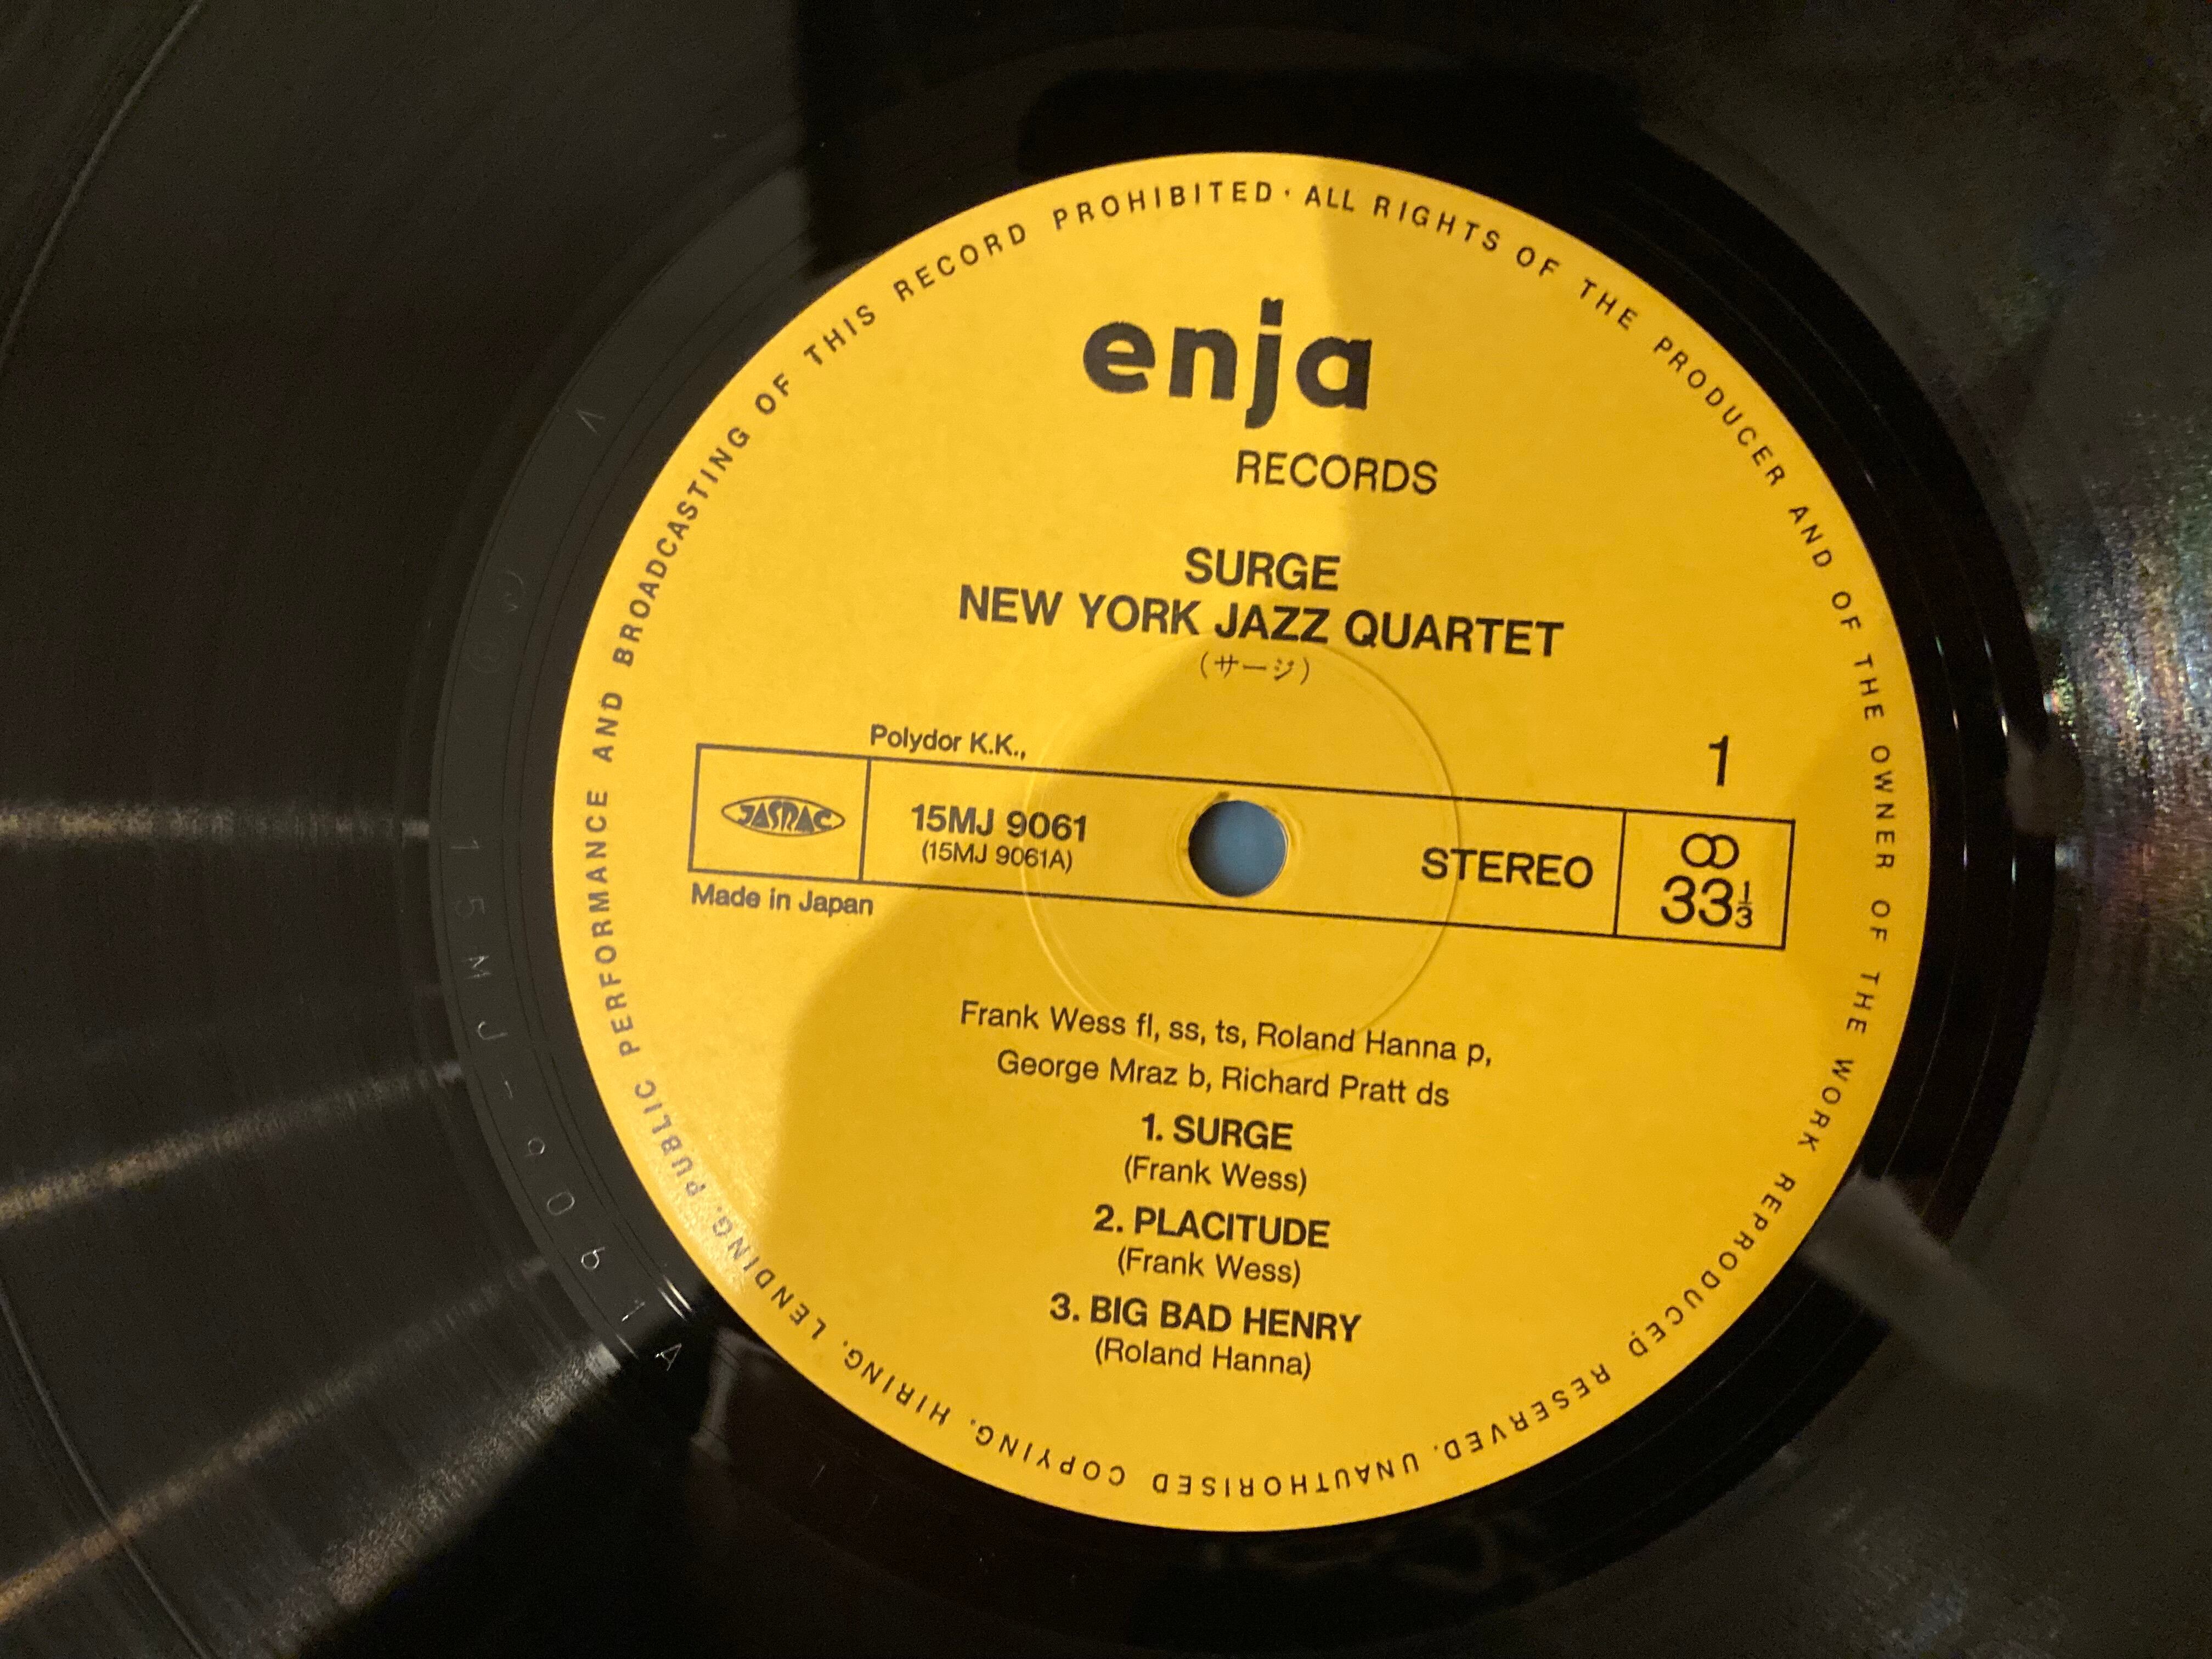 PUBLIC PERFORMANCE AND BROADCASTING OF THIS RECORD PROHIBITED · ALL RIGHTS OF THE PRODUCER AND OF THE OWNER OF THE WORK REPRODUCED RESERVED. UNAUTHORISED COPYING. HIRING. LENDING.
enja
RECORDS
SURGE
NEW YORK JAZZ QUARTET
(サージ)
Polydor K.K.,
1
JASRAC
15MJ 9061
(15MJ 9061A)
STEREO
33 1/3
Made in Japan
Frank Wess fl, ss, ts, Roland Hanna p,
George Mraz b, Richard Pratt ds
1. SURGE
(Frank Wess)
2. PLACITUDE
(Frank Wess)
3. BIG BAD HENRY
(Roland Hanna)
15MJ-9061A